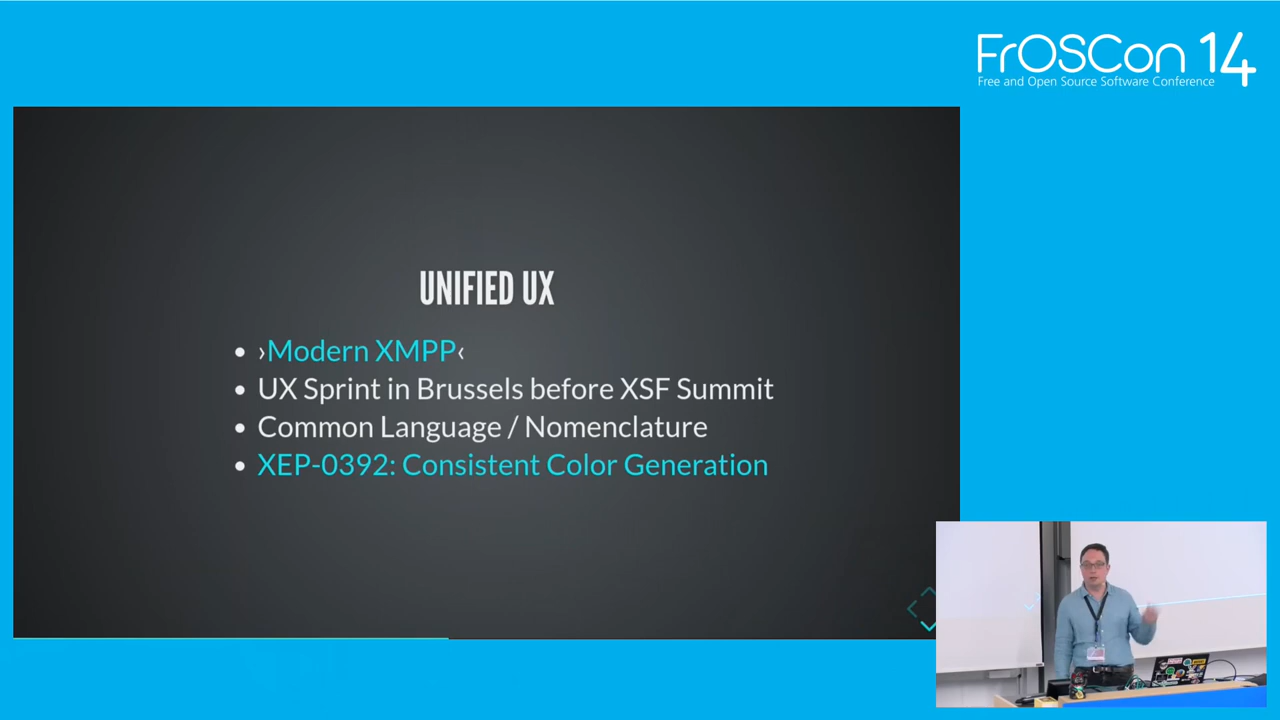 FrOSCon 14
Free and Open Source Software Conference
UNIFIED UX
• ›Modern XMPP‹
• UX Sprint in Brussels before XSF Summit
• Common Language / Nomenclature
• XEP-0392: Consistent Color Generation